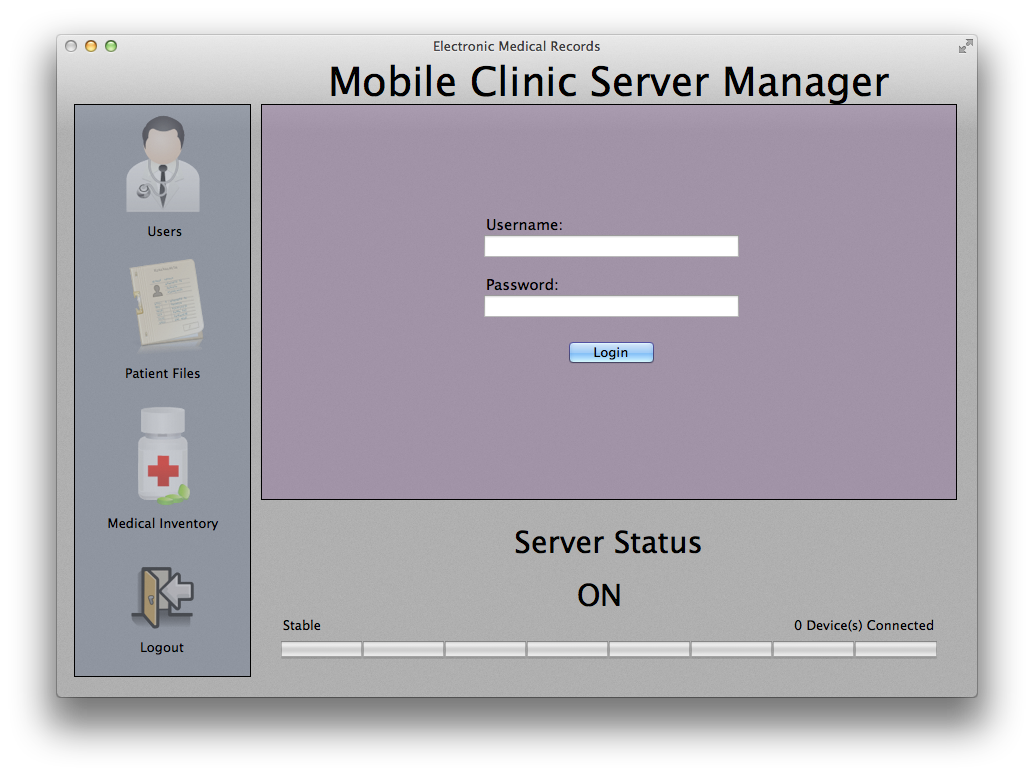 Electronic Medical Records
Mobile Clinic Server Manager
Users
Patient Files
Medical Inventory
Logout
Username:
Password:
Login
Server Status
ON
Stable
0 Device(s) Connected